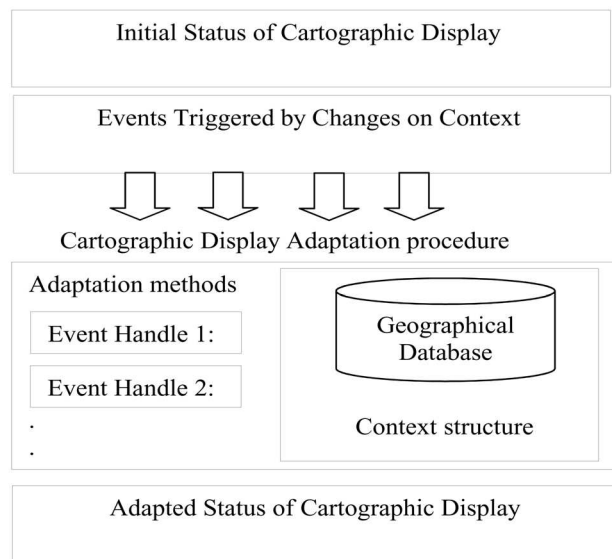 Initial Status of Cartographic Display
Events Triggered by Changes on Context
Cartographic Display Adaptation procedure
Adaptation methods
Event Handle 1:
Event Handle 2:
.
.
Geographical
Database
Context structure
Adapted Status of Cartographic Display